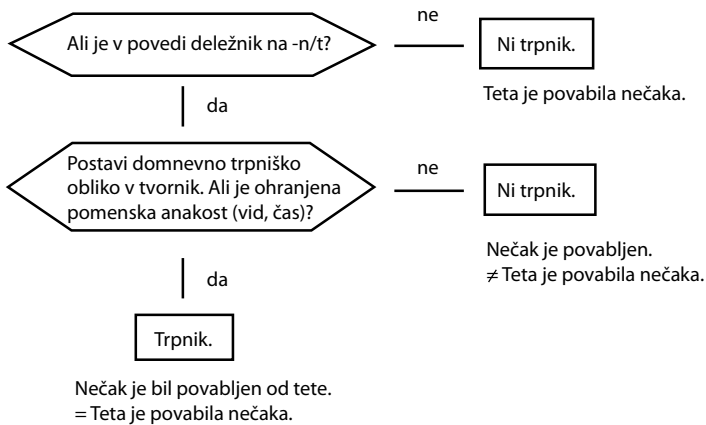 Ali je v povedi deležnik na -n/t?
ne
Ni trpnik.
Teta je povabila nečaka.
da
Postavi domnevno trpniško
obliko v tvornik. Ali je ohranjena
pomenska anakost (vid, čas)?
ne
Ni trpnik.
Nečak je povabljen.
≠ Teta je povabila nečaka.
da
Trpnik.
Nečak je bil povabljen od tete.
= Teta je povabila nečaka.